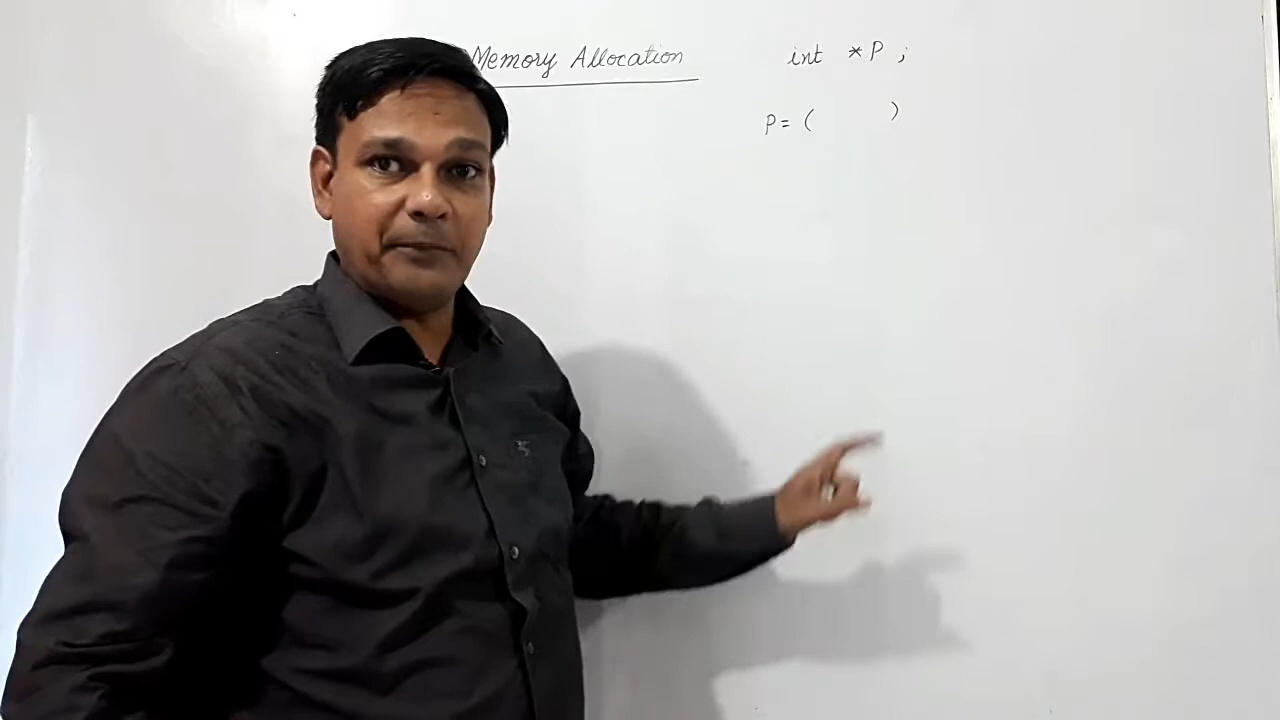 Memory Allocation
int *P ;
P= ( )